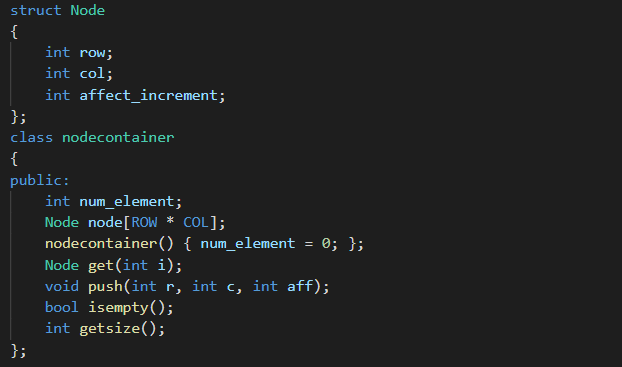 struct Node
{
    int row;
    int col;
    int affect_increment;
};
class nodecontainer
{
public:
    int num_element;
    Node node[ROW * COL];
    nodecontainer() { num_element = 0; };
    Node get(int i);
    void push(int r, int c, int aff);
    bool isempty();
    int getsize();
};